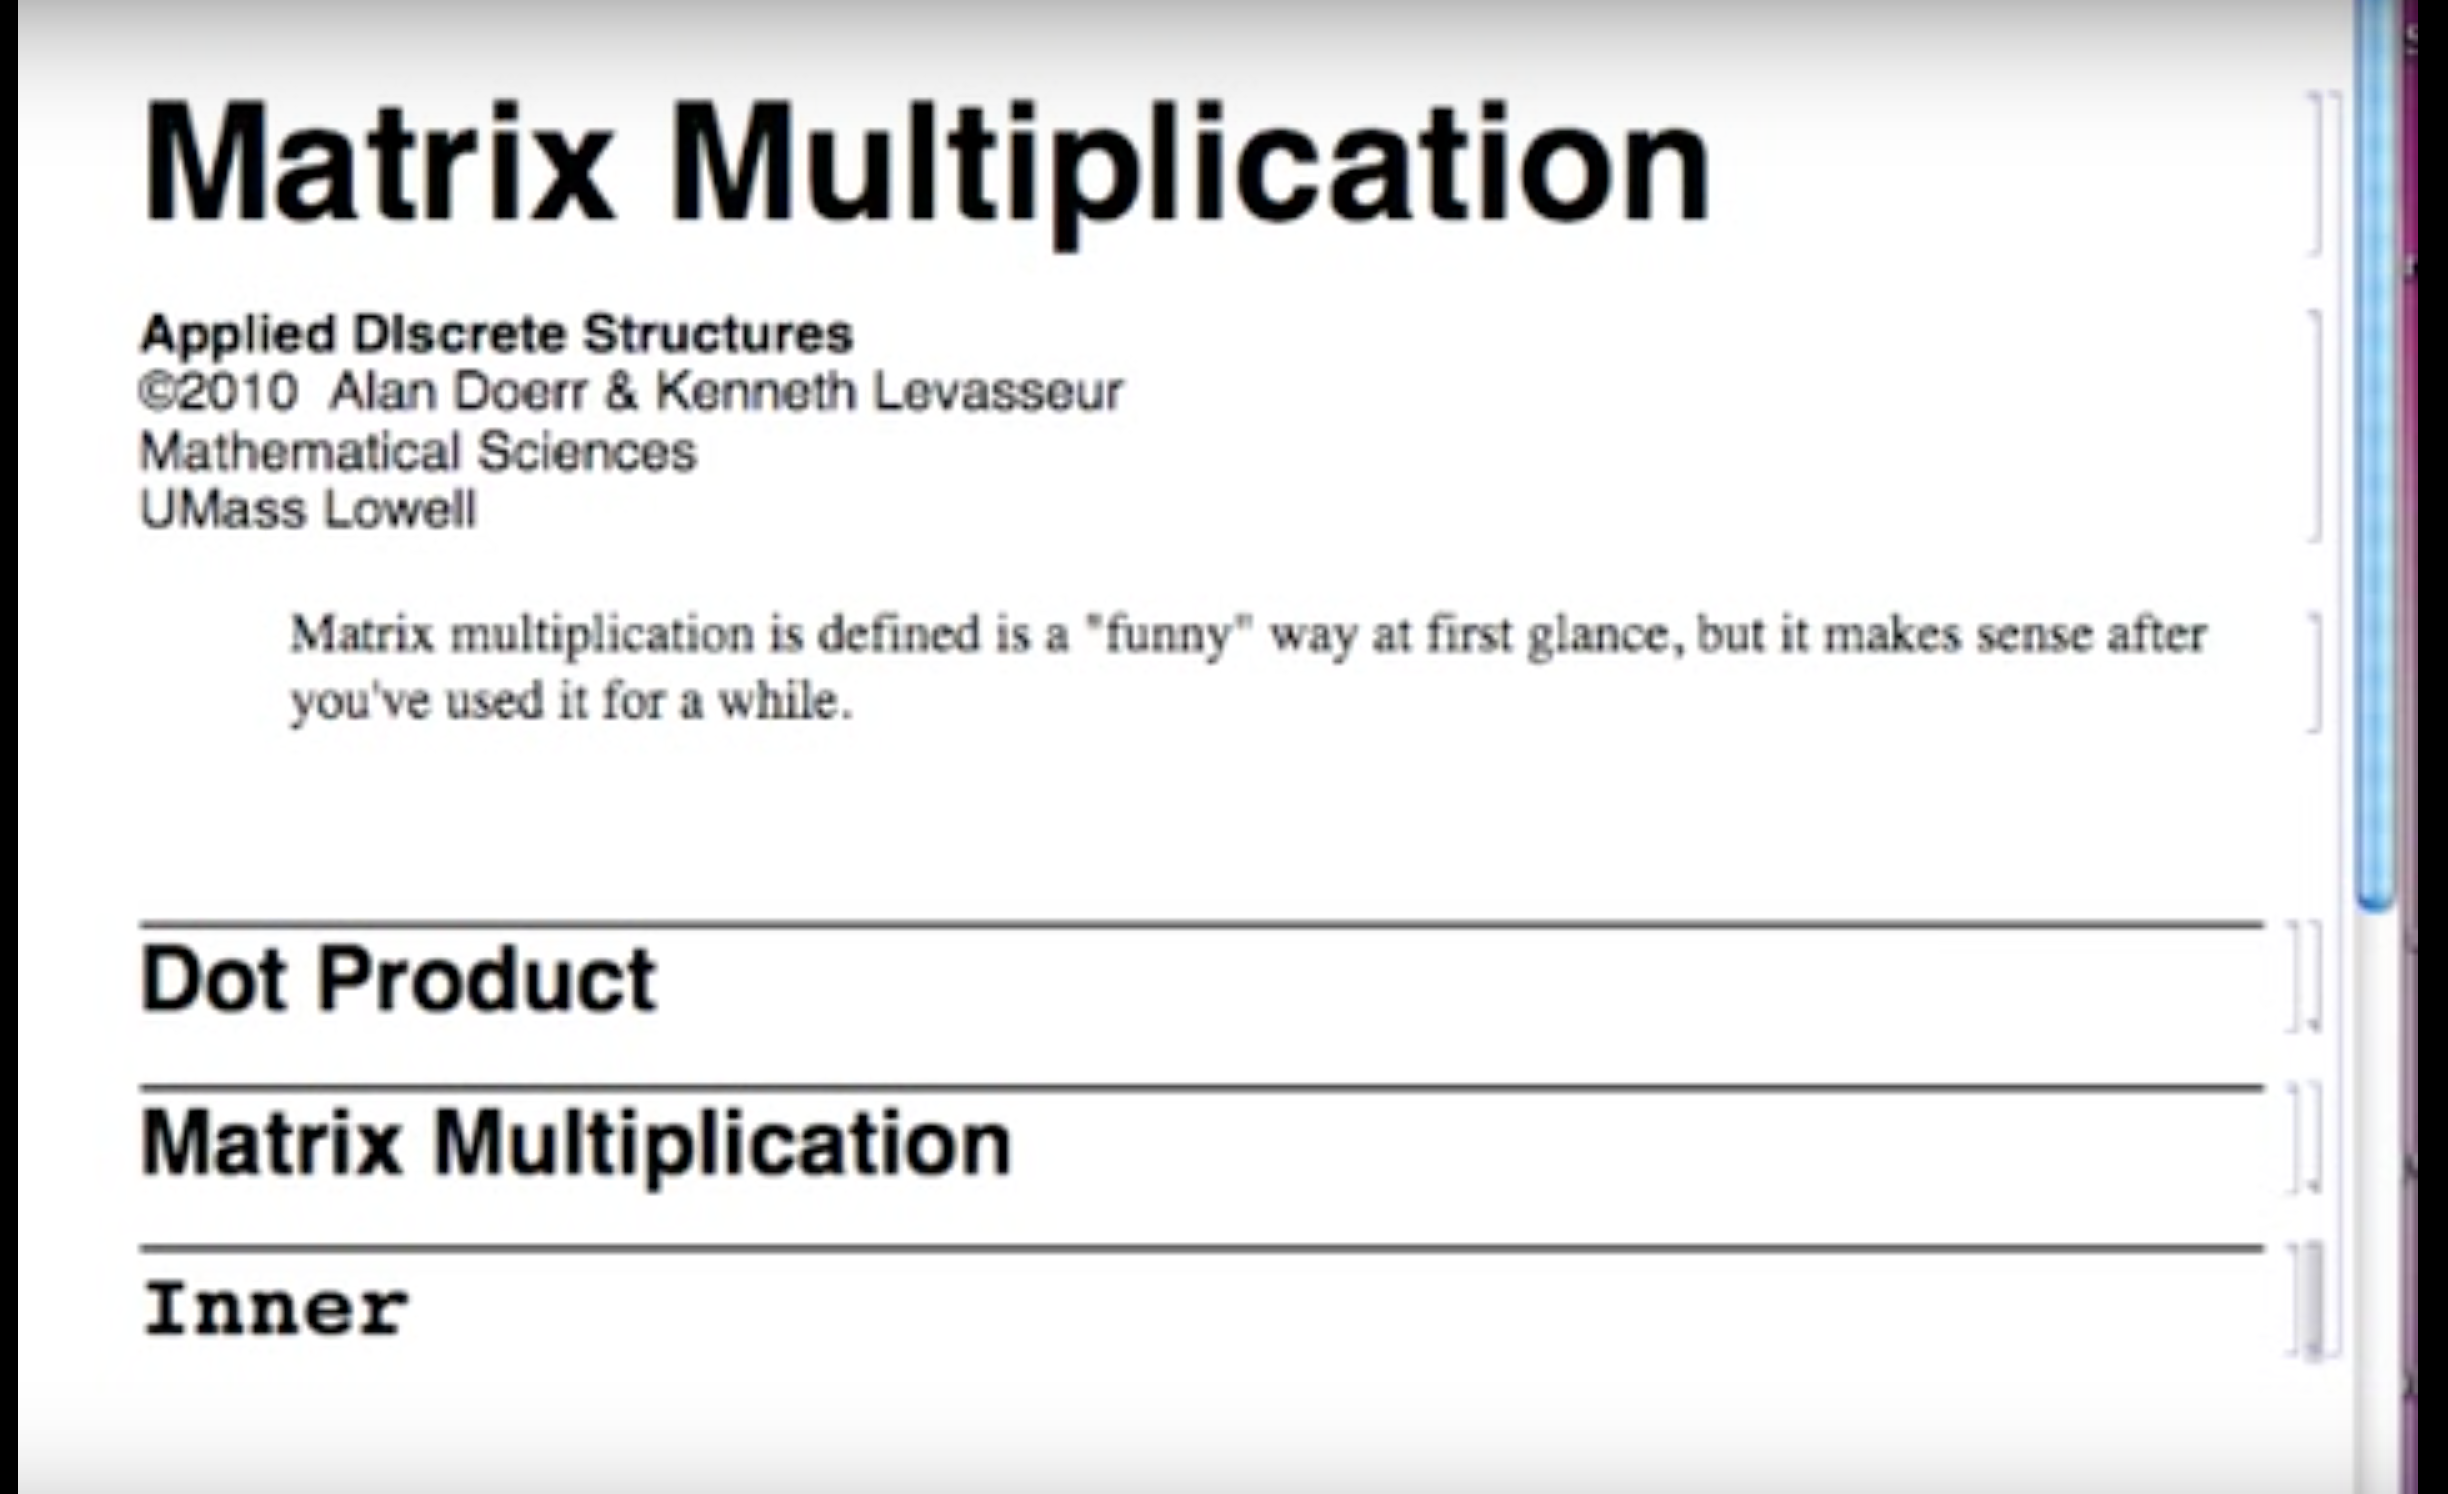 Matrix Multiplication
Applied DIscrete Structures
©2010 Alan Doerr & Kenneth Levasseur
Mathematical Sciences
UMass Lowell
Matrix multiplication is defined is a "funny" way at first glance, but it makes sense after
you've used it for a while.
Dot Product
Matrix Multiplication
Inner